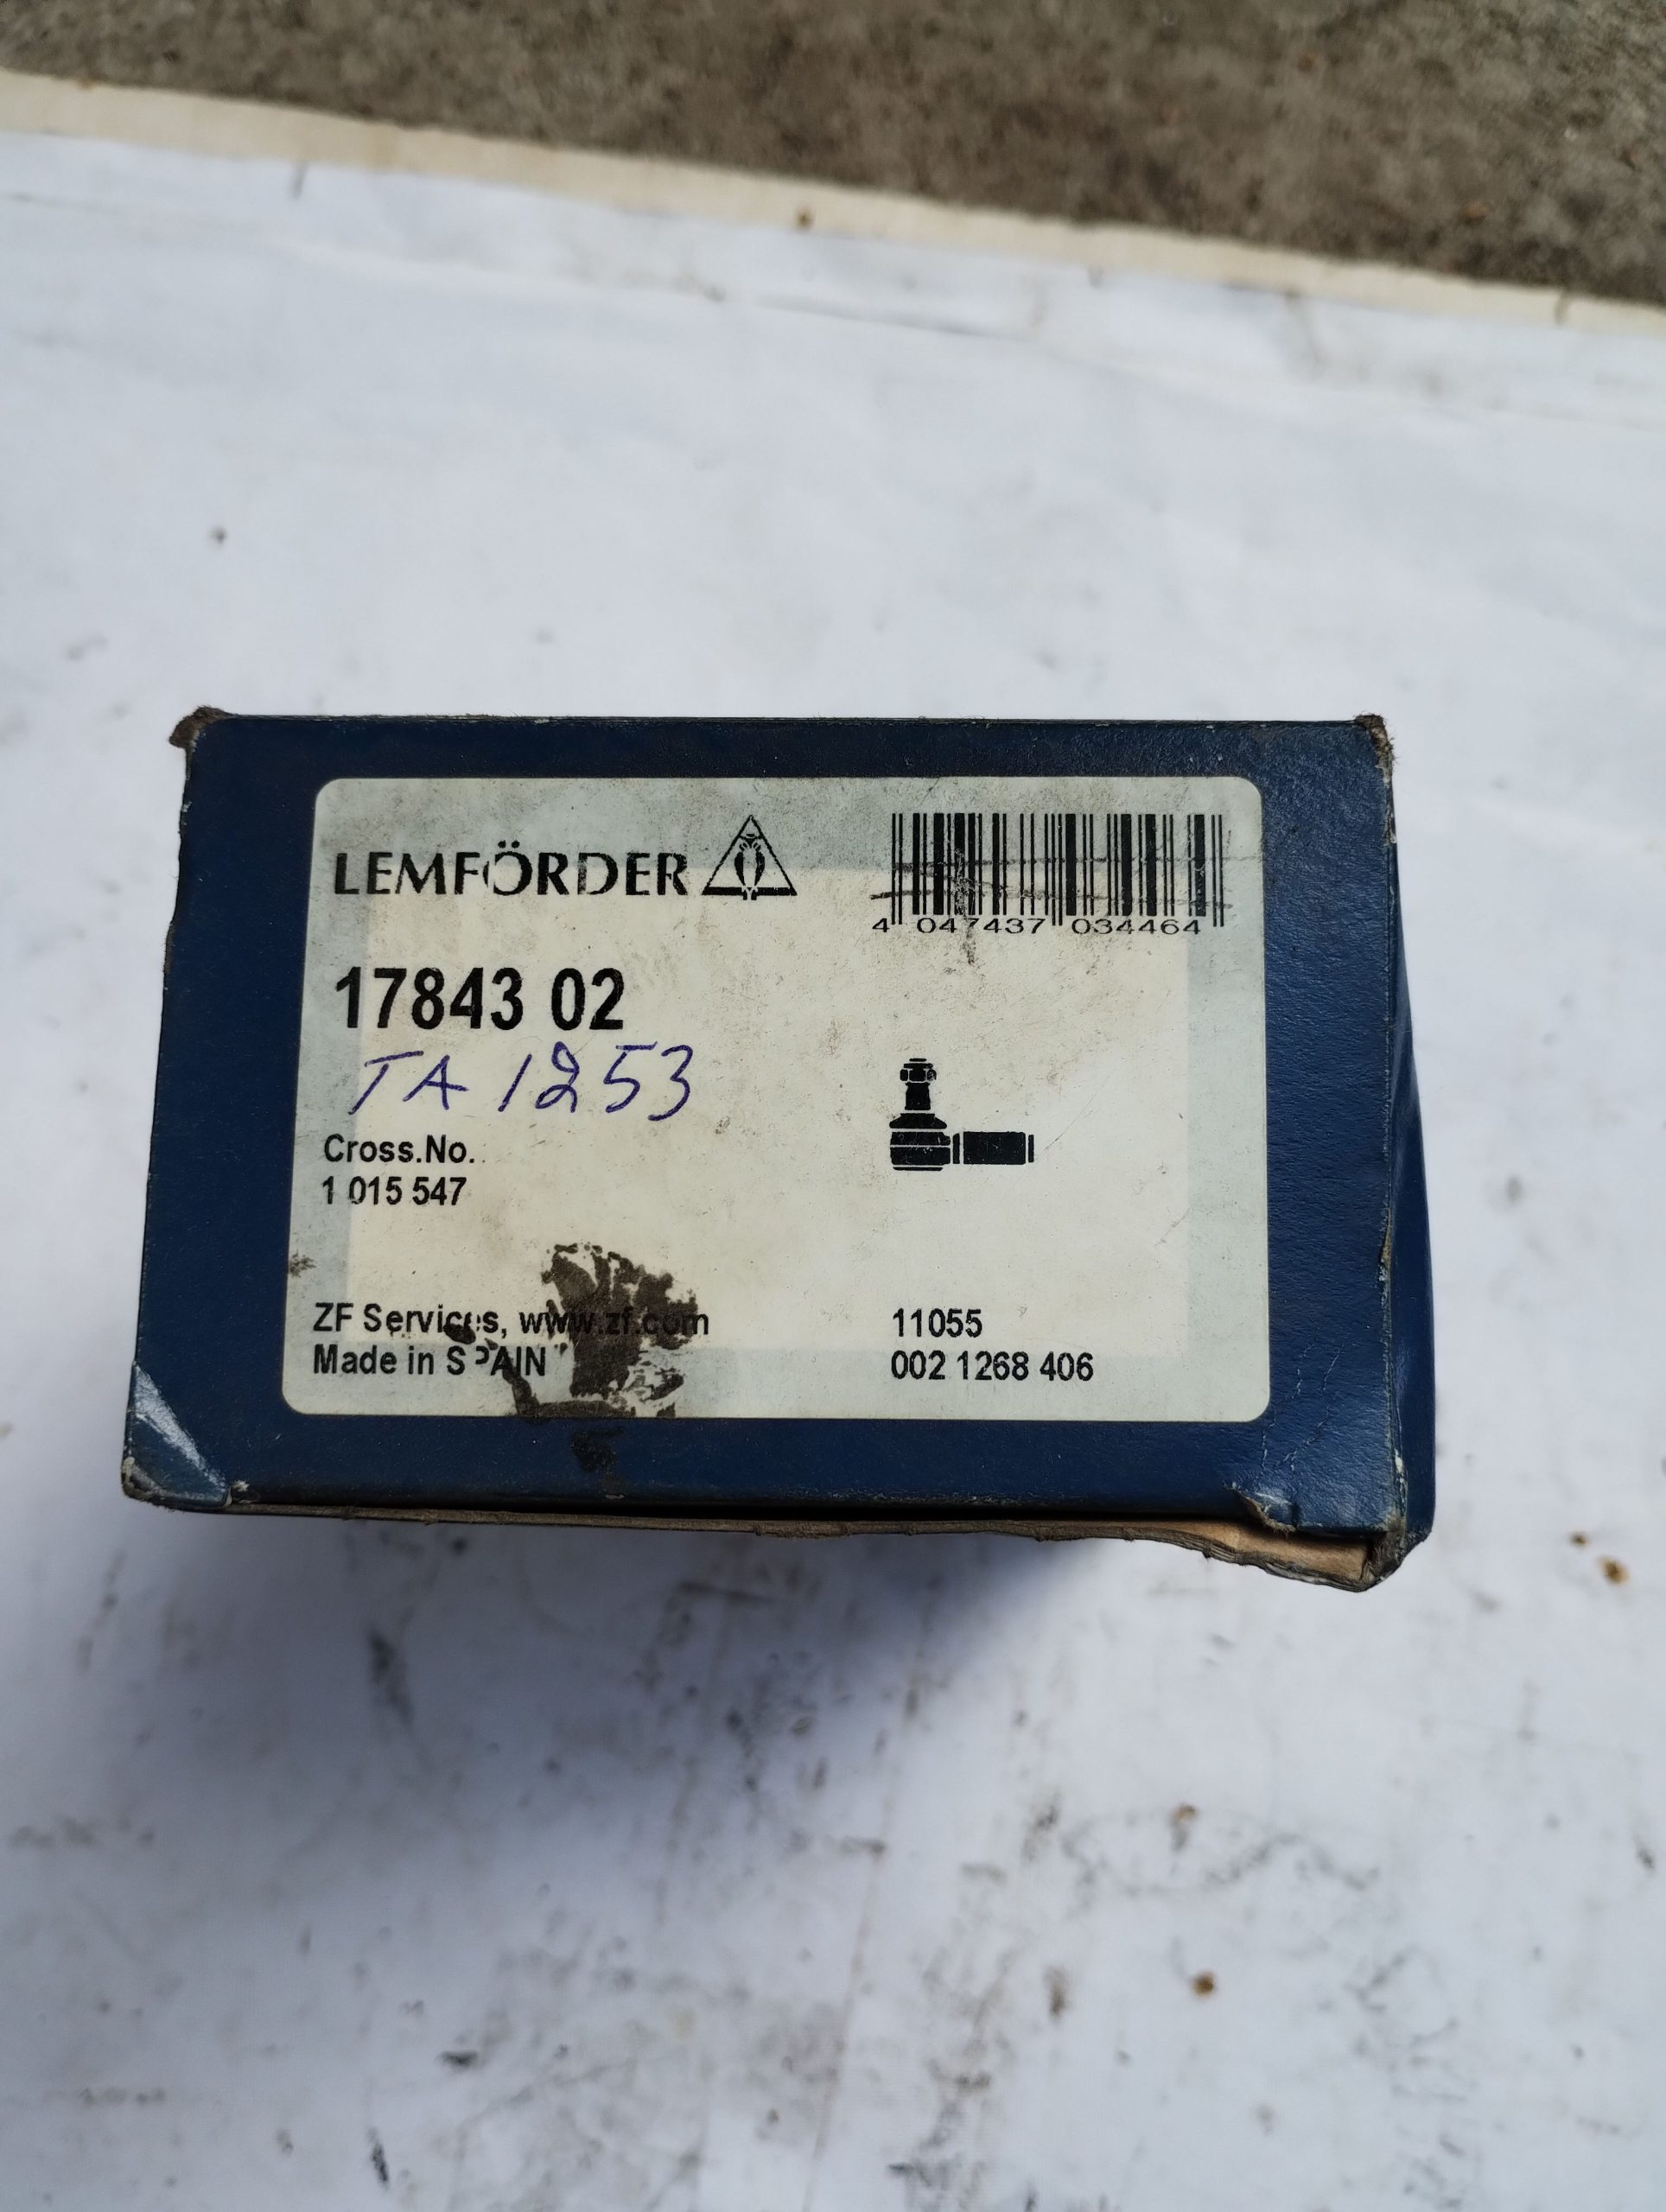 LEMFÖRDER
4 047437 034464
17843 02
TA 1253
Cross.No.
1 015 547
ZF Services, www.zf.com
Made in SPAIN
11055
002 1268 406